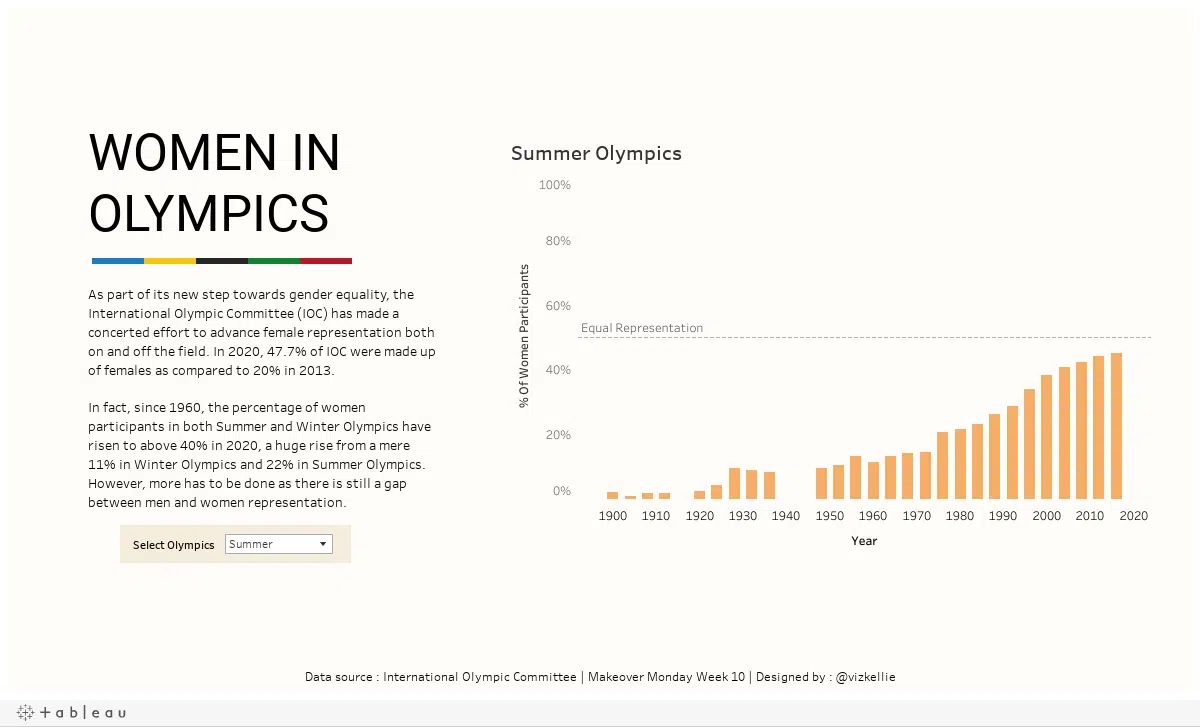 WOMEN IN
OLYMPICS
As part of its new step towards gender equality, the
International Olympic Committee (IOC) has made a
concerted effort to advance female representation both
on and off the field. In 2020, 47.7% of IOC were made up
of females as compared to 20% in 2013.
In fact, since 1960, the percentage of women
participants in both Summer and Winter Olympics have
risen to above 40% in 2020, a huge rise from a mere
11% in Winter Olympics and 22% in Summer Olympics.
However, more has to be done as there is still a gap
between men and women representation.
Select Olympics Summer
Summer Olympics
% Of Women Participants
100%
80%
60%
Equal Representation
40%
20%
0%
1900 1910 1920 1930 1940 1950 1960 1970 1980 1990 2000 2010 2020
Year
Data source : International Olympic Committee | Makeover Monday Week 10 | Designed by : @vizkellie
+ableau